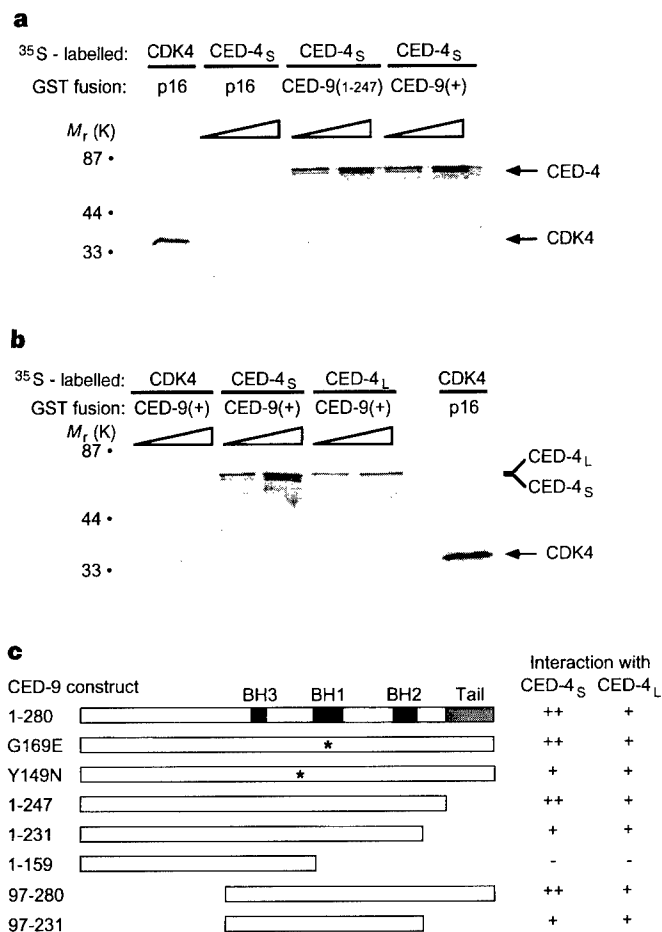 a
35S - labelled: CDK4 CED-4S CED-4S CED-4S
GST fusion: p16 p16 CED-9(1-247) CED-9(+)
Mr (K)
87 •
CED-4
44 •
CDK4
33 •
b
35S - labelled: CDK4 CED-4S CED-4L CDK4
GST fusion: CED-9(+) CED-9(+) CED-9(+) p16
Mr (K)
87 •
CED-4L
CED-4S
44 •
CDK4
33 •
c
Interaction with
CED-9 construct BH3 BH1 BH2 Tail CED-4S CED-4L
1-280 ++ +
G169E * ++ +
Y149N * + +
1-247 ++ +
1-231 + +
1-159 - -
97-280 ++ +
97-231 + +